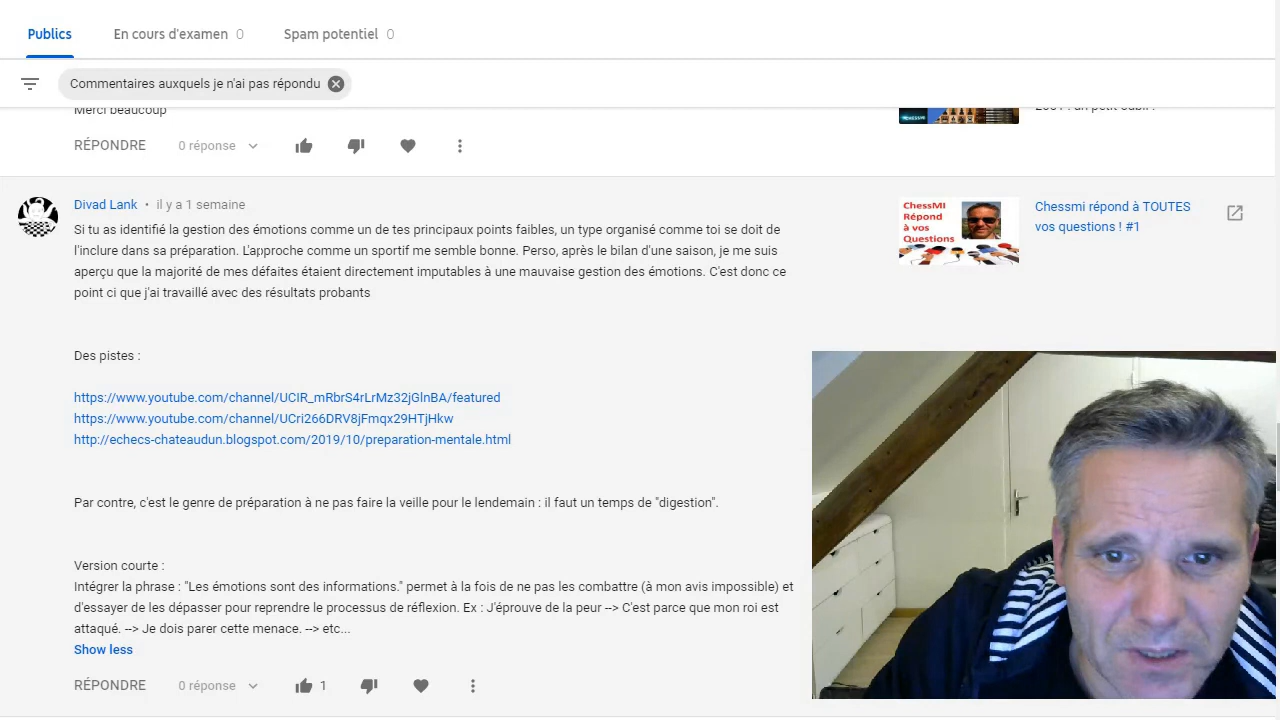 Publics En cours d'examen 0 Spam potentiel 0
Commentaires auxquels je n'ai pas répondu
Merci beaucoup
RÉPONDRE 0 réponse
Divad Lank • il y a 1 semaine
Si tu as identifié la gestion des émotions comme un de tes principaux points faibles, un type organisé comme toi se doit de
l'inclure dans sa préparation. L'analogie comme un sportif me semble bonne. Perso, après le bilan d'une saison, je me suis
aperçu que la majorité de mes défaites étaient directement imputables à une mauvaise gestion des émotions. C'est donc ce
point ci que j'ai travaillé avec des résultats probants
Des pistes :
https://www.youtube.com/channel/UCIR_mRbrS4rLrMz32jGlnBA/featured
https://www.youtube.com/channel/UCri266DRV8jFmqx29HTjHkw
http://echecs-chateaudun.blogspot.com/2019/10/preparation-mentale.html
Par contre, c'est le genre de préparation à ne pas faire la veille pour le lendemain : il faut un temps de "digestion".
Version courte :
Intégrer la phrase : "Les émotions sont des informations." permet à la fois de ne pas les combattre (à mon avis impossible) et
d'essayer de les dépasser pour reprendre le processus de réflexion. Ex : J'éprouve de la peur --> C'est parce que mon roi est
attaqué. --> Je dois parer cette menace. --> etc...
Show less
RÉPONDRE 0 réponse 1
ChessMI
Répond
à vos
Questions
Chessmi répond à TOUTES
vos questions ! #1